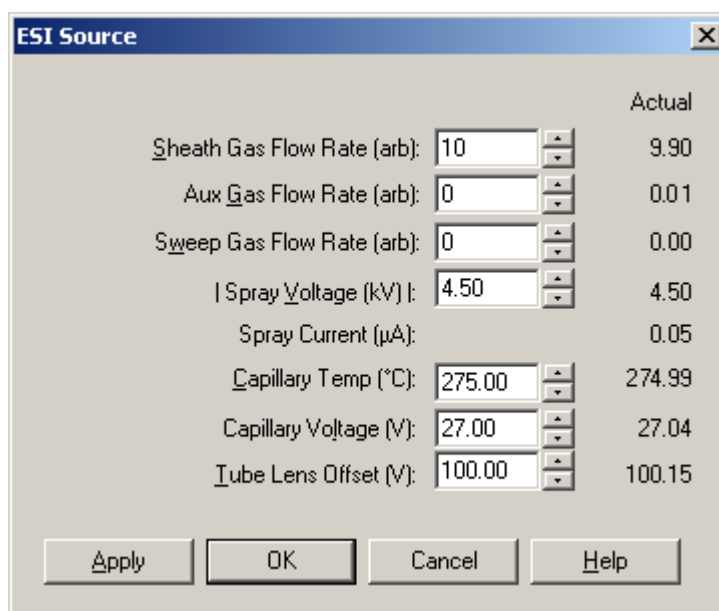 ESI Source
Actual
Sheath Gas Flow Rate (arb): 10 9.90
Aux Gas Flow Rate (arb): 0 0.01
Sweep Gas Flow Rate (arb): 0 0.00
| Spray Voltage (kV) |: 4.50 4.50
Spray Current (µA): 0.05
Capillary Temp (°C): 275.00 274.99
Capillary Voltage (V): 27.00 27.04
Tube Lens Offset (V): 100.00 100.15
Apply OK Cancel Help